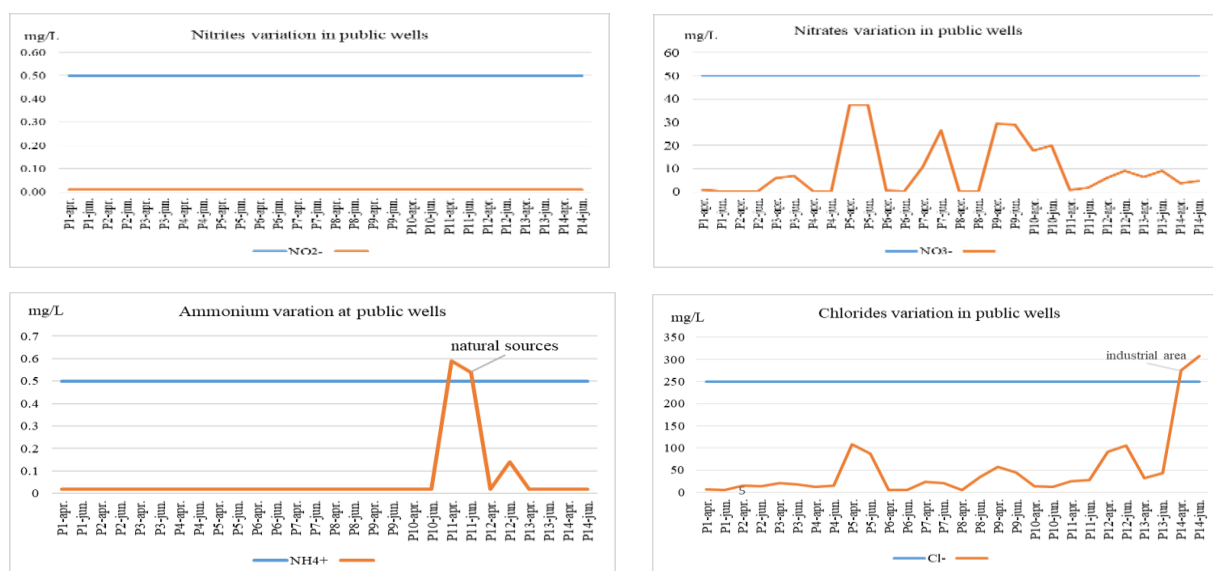 Nitrites variation in public wells
mg/L
0.60
0.50
0.40
0.30
0.20
0.10
0.00
P1-apr.
P1-jun.
P2-apr.
P2-jun.
P3-apr.
P3-jun.
P4-apr.
P4-jun.
P5-apr.
P5-jun.
P6-apr.
P6-jun.
P7-apr.
P7-jun.
P8-apr.
P8-jun.
P9-apr.
P9-jun.
P10-apr.
P10-jun.
P11-apr.
P11-jun.
P12-apr.
P12-jun.
P13-apr.
P13-jun.
P14-apr.
P14-jun.
NO2-
Nitrates variation in public wells
mg/L
60
50
40
30
20
10
0
P1-apr.
P1-jun.
P2-apr.
P2-jun.
P3-apr.
P3-jun.
P4-apr.
P4-jun.
P5-apr.
P5-jun.
P6-apr.
P6-jun.
P7-apr.
P7-jun.
P8-apr.
P8-jun.
P9-apr.
P9-jun.
P10-apr.
P10-jun.
P11-apr.
P11-jun.
P12-apr.
P12-jun.
P13-apr.
P13-jun.
P14-apr.
P14-jun.
NO3-
Ammonium varation at public wells
mg/L
0.7
0.6
0.5
0.4
0.3
0.2
0.1
0
natural sources
P1-apr.
P1-jun.
P2-apr.
P2-jun.
P3-apr.
P3-jun.
P4-apr.
P4-jun.
P5-apr.
P5-jun.
P6-apr.
P6-jun.
P7-apr.
P7-jun.
P8-apr.
P8-jun.
P9-apr.
P9-jun.
P10-apr.
P10-jun.
P11-apr.
P11-jun.
P12-apr.
P12-jun.
P13-apr.
P13-jun.
P14-apr.
P14-jun.
NH4+
Chlorides variation in public wells
mg/L
350
300
250
200
150
100
50
0
industrial area
5
P1-apr.
P1-jun.
P2-apr.
P2-jun.
P3-apr.
P3-jun.
P4-apr.
P4-jun.
P5-apr.
P5-jun.
P6-apr.
P6-jun.
P7-apr.
P7-jun.
P8-apr.
P8-jun.
P9-apr.
P9-jun.
P10-apr.
P10-jun.
P11-apr.
P11-jun.
P12-apr.
P12-jun.
P13-apr.
P13-jun.
P14-apr.
P14-jun.
Cl-